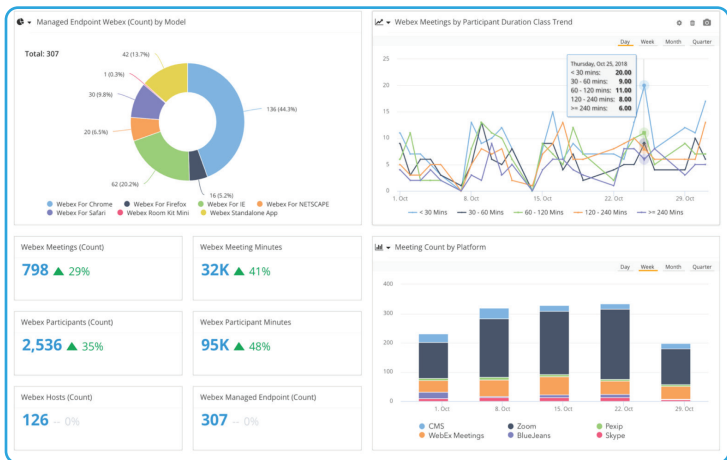 Managed Endpoint Webex (Count) by Model
Total: 307
42 (13.7%)
1 (0.3%)
30 (9.8%)
20 (6.5%)
62 (20.2%)
136 (44.3%)
16 (5.2%)
Webex For Chrome Webex For Firefox Webex For IE Webex For NETSCAPE
Webex For Safari Webex Room Kit Mini Webex Standalone App
Webex Meetings by Participant Duration Class Trend
Day Week Month Quarter
25
20
15
10
5
0
Thursday, Oct 25, 2018
< 30 mins: 20.00
30 - 60 mins: 9.00
60 - 120 mins: 11.00
120 - 240 mins: 8.00
>= 240 mins: 6.00
1. Oct 8. Oct 15. Oct 22. Oct 29. Oct
< 30 Mins 30 - 60 Mins 60 - 120 Mins 120 - 240 Mins >= 240 Mins
Webex Meetings (Count)
798 ▲ 29%
Webex Meeting Minutes
32K ▲ 41%
Webex Participants (Count)
2,536 ▲ 35%
Webex Participant Minutes
95K ▲ 48%
Webex Hosts (Count)
126 -- 0%
Webex Managed Endpoint (Count)
307 -- 0%
Meeting Count by Platform
Day Week Month Quarter
400
300
200
100
0
1. Oct 8. Oct 15. Oct 22. Oct 29. Oct
CMS Zoom Pexip
WebEx Meetings BlueJeans Skype